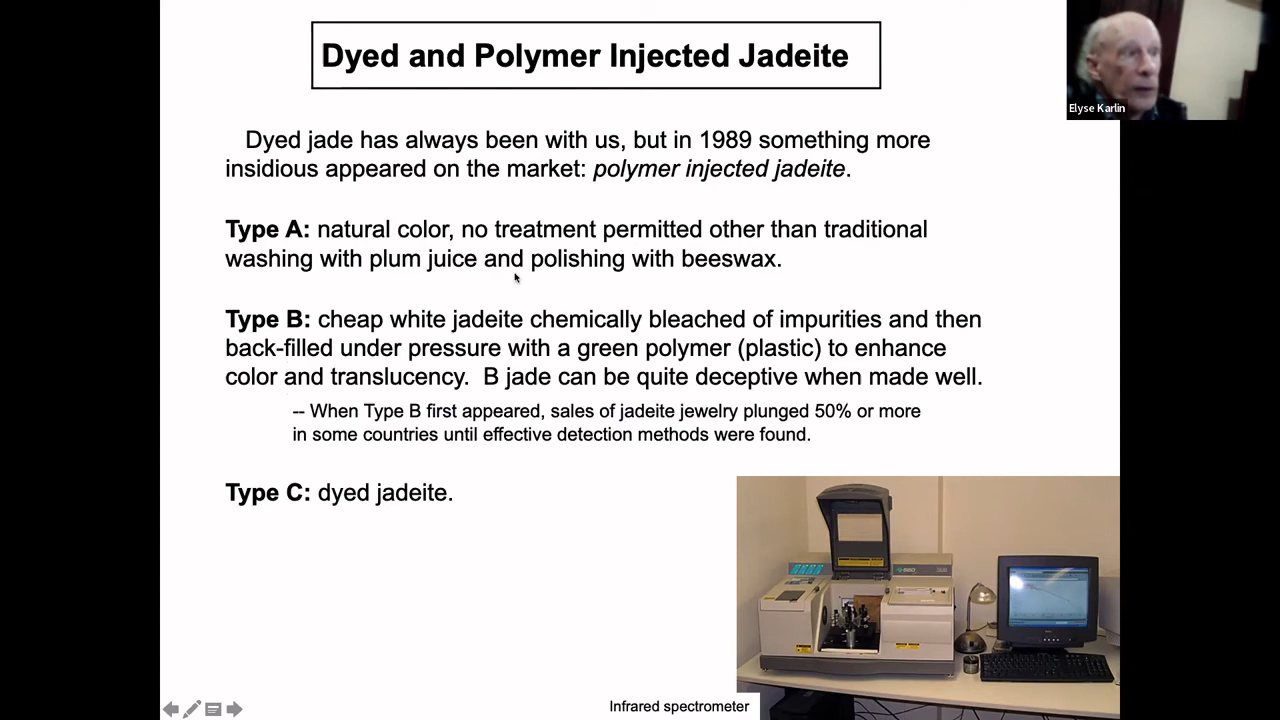 Dyed and Polymer Injected Jadeite
Elyse Karlin
Dyed jade has always been with us, but in 1989 something more
insidious appeared on the market: polymer injected jadeite.
Type A: natural color, no treatment permitted other than traditional
washing with plum juice and polishing with beeswax.
Type B: cheap white jadeite chemically bleached of impurities and then
back-filled under pressure with a green polymer (plastic) to enhance
color and translucency.  B jade can be quite deceptive when made well.
-- When Type B first appeared, sales of jadeite jewelry plunged 50% or more
in some countries until effective detection methods were found.
Type C: dyed jadeite.
Infrared spectrometer